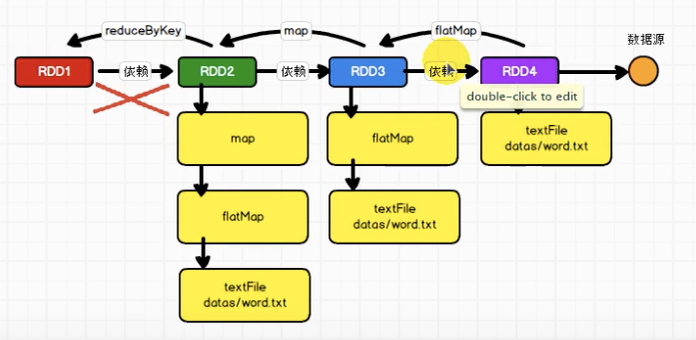 reduceByKey
map
flatMap
数据源
RDD1
依赖
RDD2
依赖
RDD3
依赖
RDD4
double-click to edit
map
flatMap
textFile
datas/word.txt
flatMap
textFile
datas/word.txt
textFile
datas/word.txt